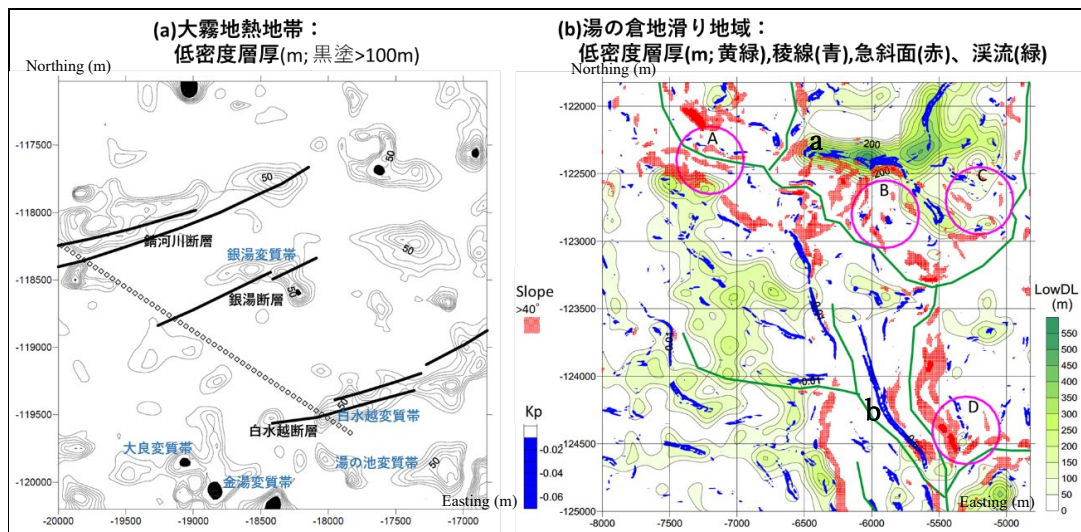 (a)大霧地熱地帯：
低密度層厚(m; 黒塗>100m)
Northing (m)
-117500
-118000
-118500
-119000
-119500
-120000
-20000
-19500
-19000
-18500
-18000
-17500
-17000
Easting (m)
50
50
50
50
50
銀湯変質帯
銀湯断層
白水越変質帯
白水越断層
大良変質帯
湯の池変質帯
金湯変質帯
(b)湯の倉地滑り地域：
低密度層厚(m; 黄緑),稜線(青),急斜面(赤)、渓流(緑)
Northing (m)
-122000
-122500
-123000
-123500
-124000
-124500
-125000
-8000
-7500
-7000
-6500
-6000
-5500
-5000
Easting (m)
a
b
A
B
C
D
200
200
-0.01
Slope
>40°
Kp
-0.02
-0.04
-0.06
LowDL
(m)
550
500
450
400
350
300
250
200
150
100
50
0